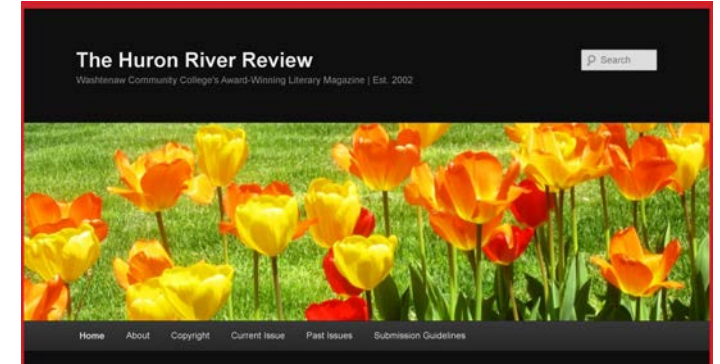 The Huron River Review
Washtenaw Community College's Award-Winning Literary Magazine | Est. 2002
Search
Home About Copyright Current Issue Past Issues Submission Guidelines